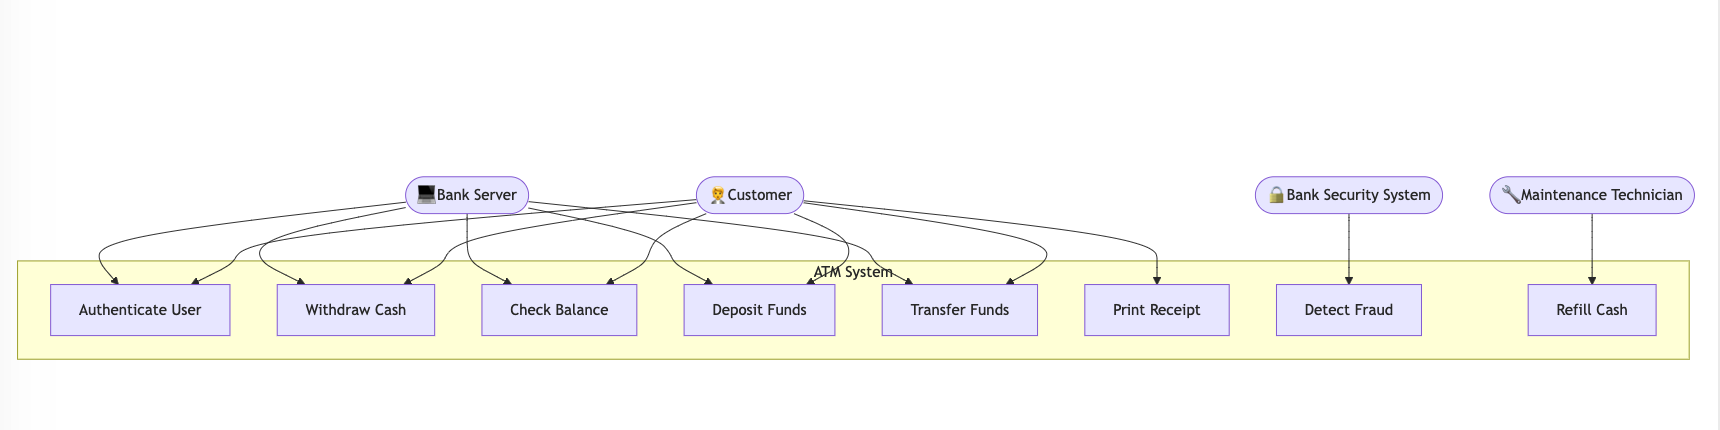 Bank Server
Customer
Bank Security System
Maintenance Technician
ATM System
Authenticate User
Withdraw Cash
Check Balance
Deposit Funds
Transfer Funds
Print Receipt
Detect Fraud
Refill Cash